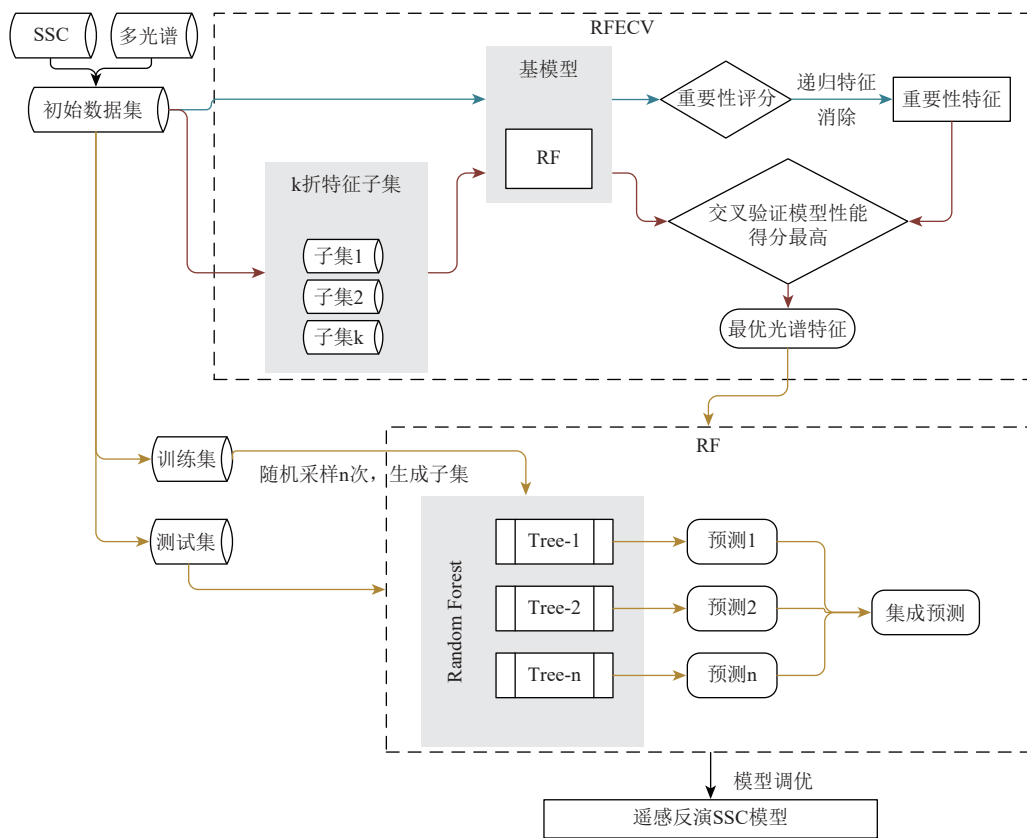 SSC
多光谱
初始数据集
RFECV
基模型
RF
重要性评分
递归特征
消除
重要性特征
k折特征子集
子集1
子集2
子集k
交叉验证模型性能
得分最高
最优光谱特征
训练集
随机采样n次，生成子集
测试集
RF
Random Forest
Tree-1
预测1
Tree-2
预测2
Tree-n
预测n
集成预测
模型调优
遥感反演SSC模型